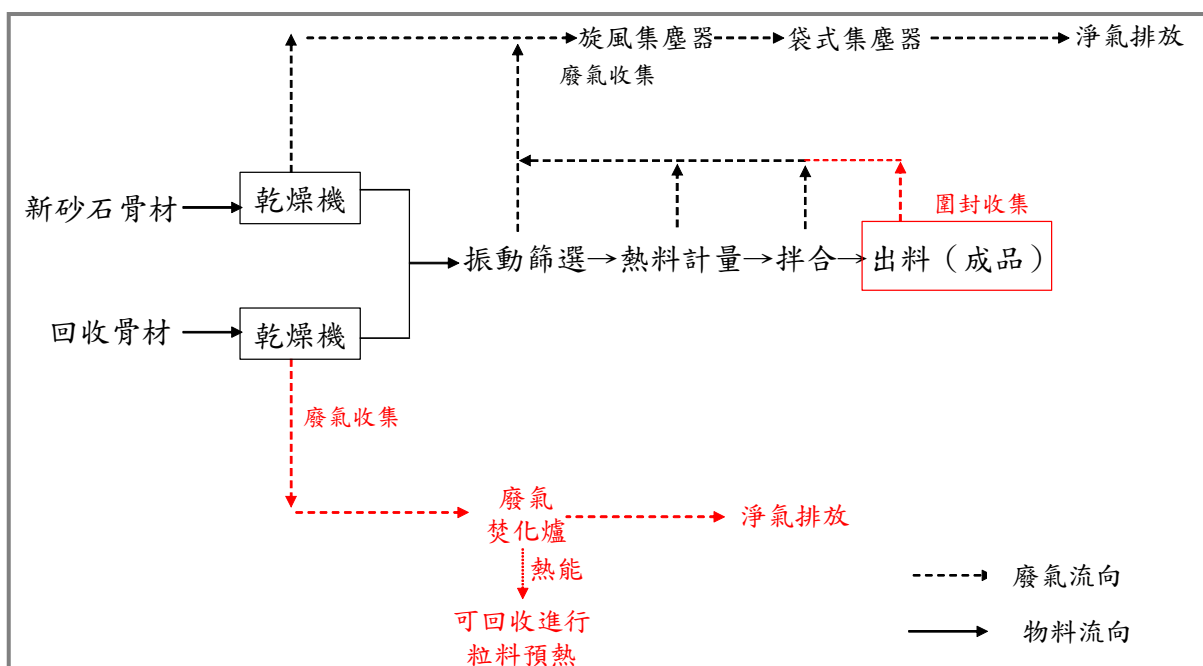 旋風集塵器
袋式集塵器
淨氣排放
廢氣收集
新砂石骨材
乾燥機
圍封收集
振動篩選→熱料計量→拌合→出料（成品）
回收骨材
乾燥機
廢氣收集
廢氣
焚化爐
淨氣排放
熱能
可回收進行
粒料預熱
廢氣流向
物料流向